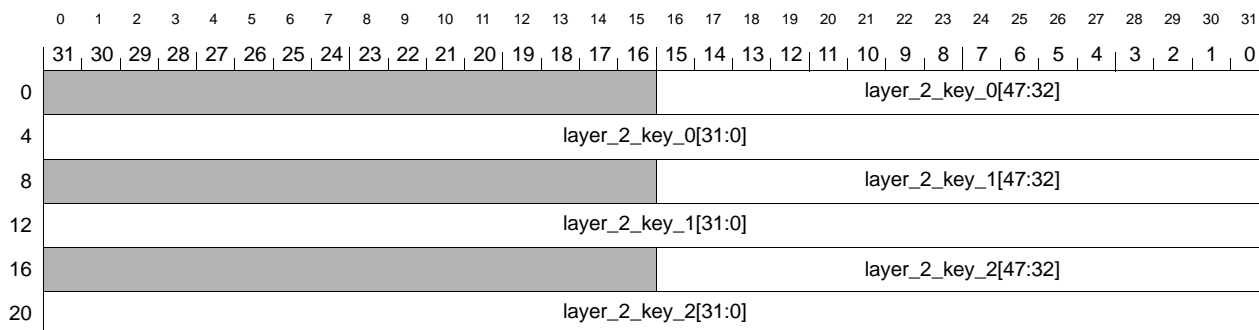 0 1 2 3 4 5 6 7 8 9 10 11 12 13 14 15 16 17 18 19 20 21 22 23 24 25 26 27 28 29 30 31
31 30 29 28 27 26 25 24 23 22 21 20 19 18 17 16 15 14 13 12 11 10 9 8 7 6 5 4 3 2 1 0
0 layer_2_key_0[47:32]
4 layer_2_key_0[31:0]
8 layer_2_key_1[47:32]
12 layer_2_key_1[31:0]
16 layer_2_key_2[47:32]
20 layer_2_key_2[31:0]